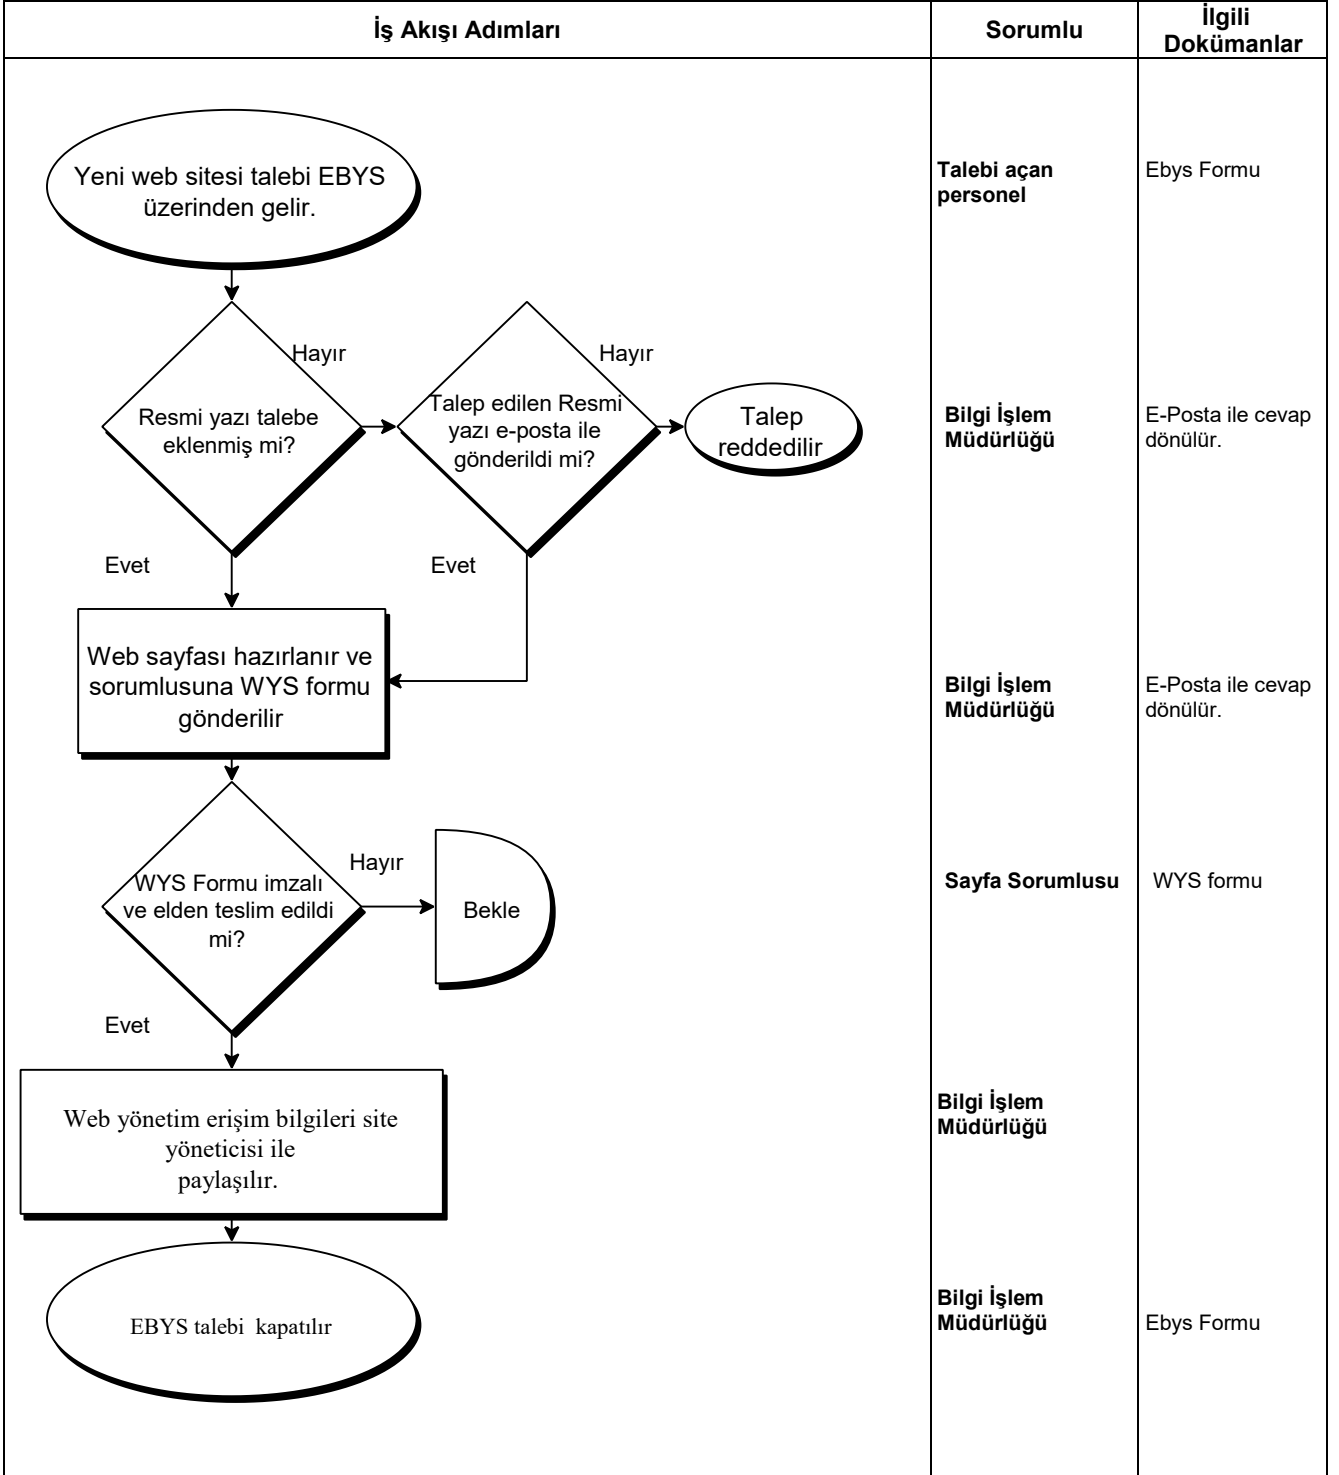 İş Akışı Adımları
Sorumlu
İlgili
Dokümanlar
Yeni web sitesi talebi EBYS
üzerinden gelir.
Talebi açan
personel
Ebys Formu
Hayır
Hayır
Resmi yazı talebe
eklenmiş mi?
Talep edilen Resmi
yazı e-posta ile
gönderildi mi?
Talep
reddedilir
Bilgi İşlem
Müdürlüğü
E-Posta ile cevap
dönülür.
Evet
Evet
Web sayfası hazırlanır ve
sorumlusuna WYS formu
gönderilir
Bilgi İşlem
Müdürlüğü
E-Posta ile cevap
dönülür.
Hayır
WYS Formu imzalı
ve elden teslim edildi
mi?
Bekle
Sayfa Sorumlusu
WYS formu
Evet
Web yönetim erişim bilgileri site
yöneticisi ile
paylaşılır.
Bilgi İşlem
Müdürlüğü
EBYS talebi  kapatılır
Bilgi İşlem
Müdürlüğü
Ebys Formu